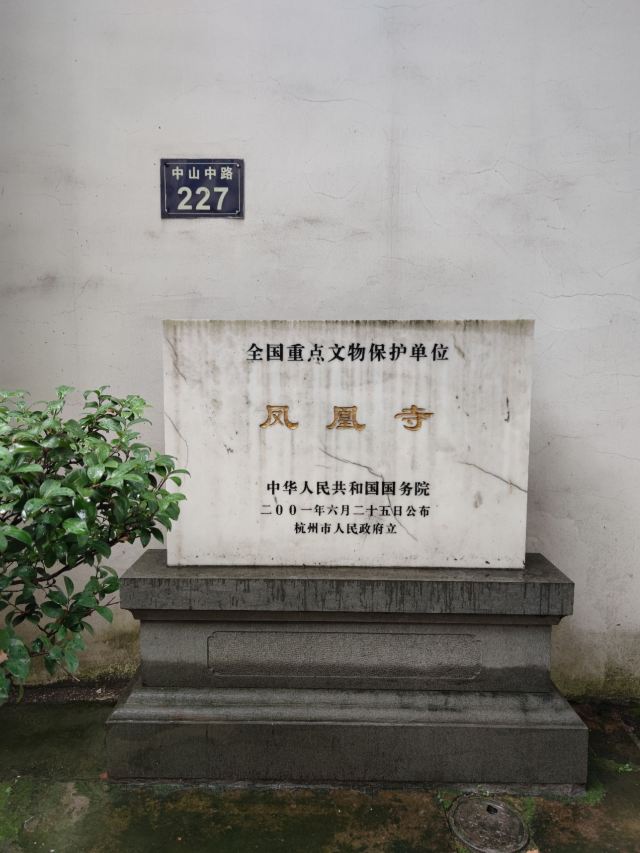 中山中路
227
全国重点文物保护单位
凤凰寺
中华人民共和国国务院
二00一年六月二十五日公布
杭州市人民政府立